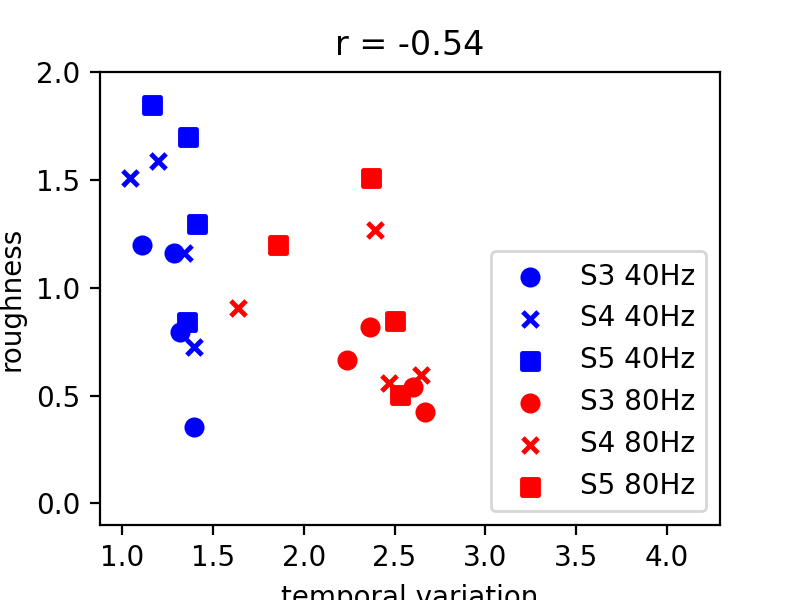 r = -0.54
2.0
1.5
1.0
0.5
0.0
roughness
S3 40Hz
S4 40Hz
S5 40Hz
S3 80Hz
S4 80Hz
S5 80Hz
1.0 1.5 2.0 2.5 3.0 3.5 4.0
temporal variation